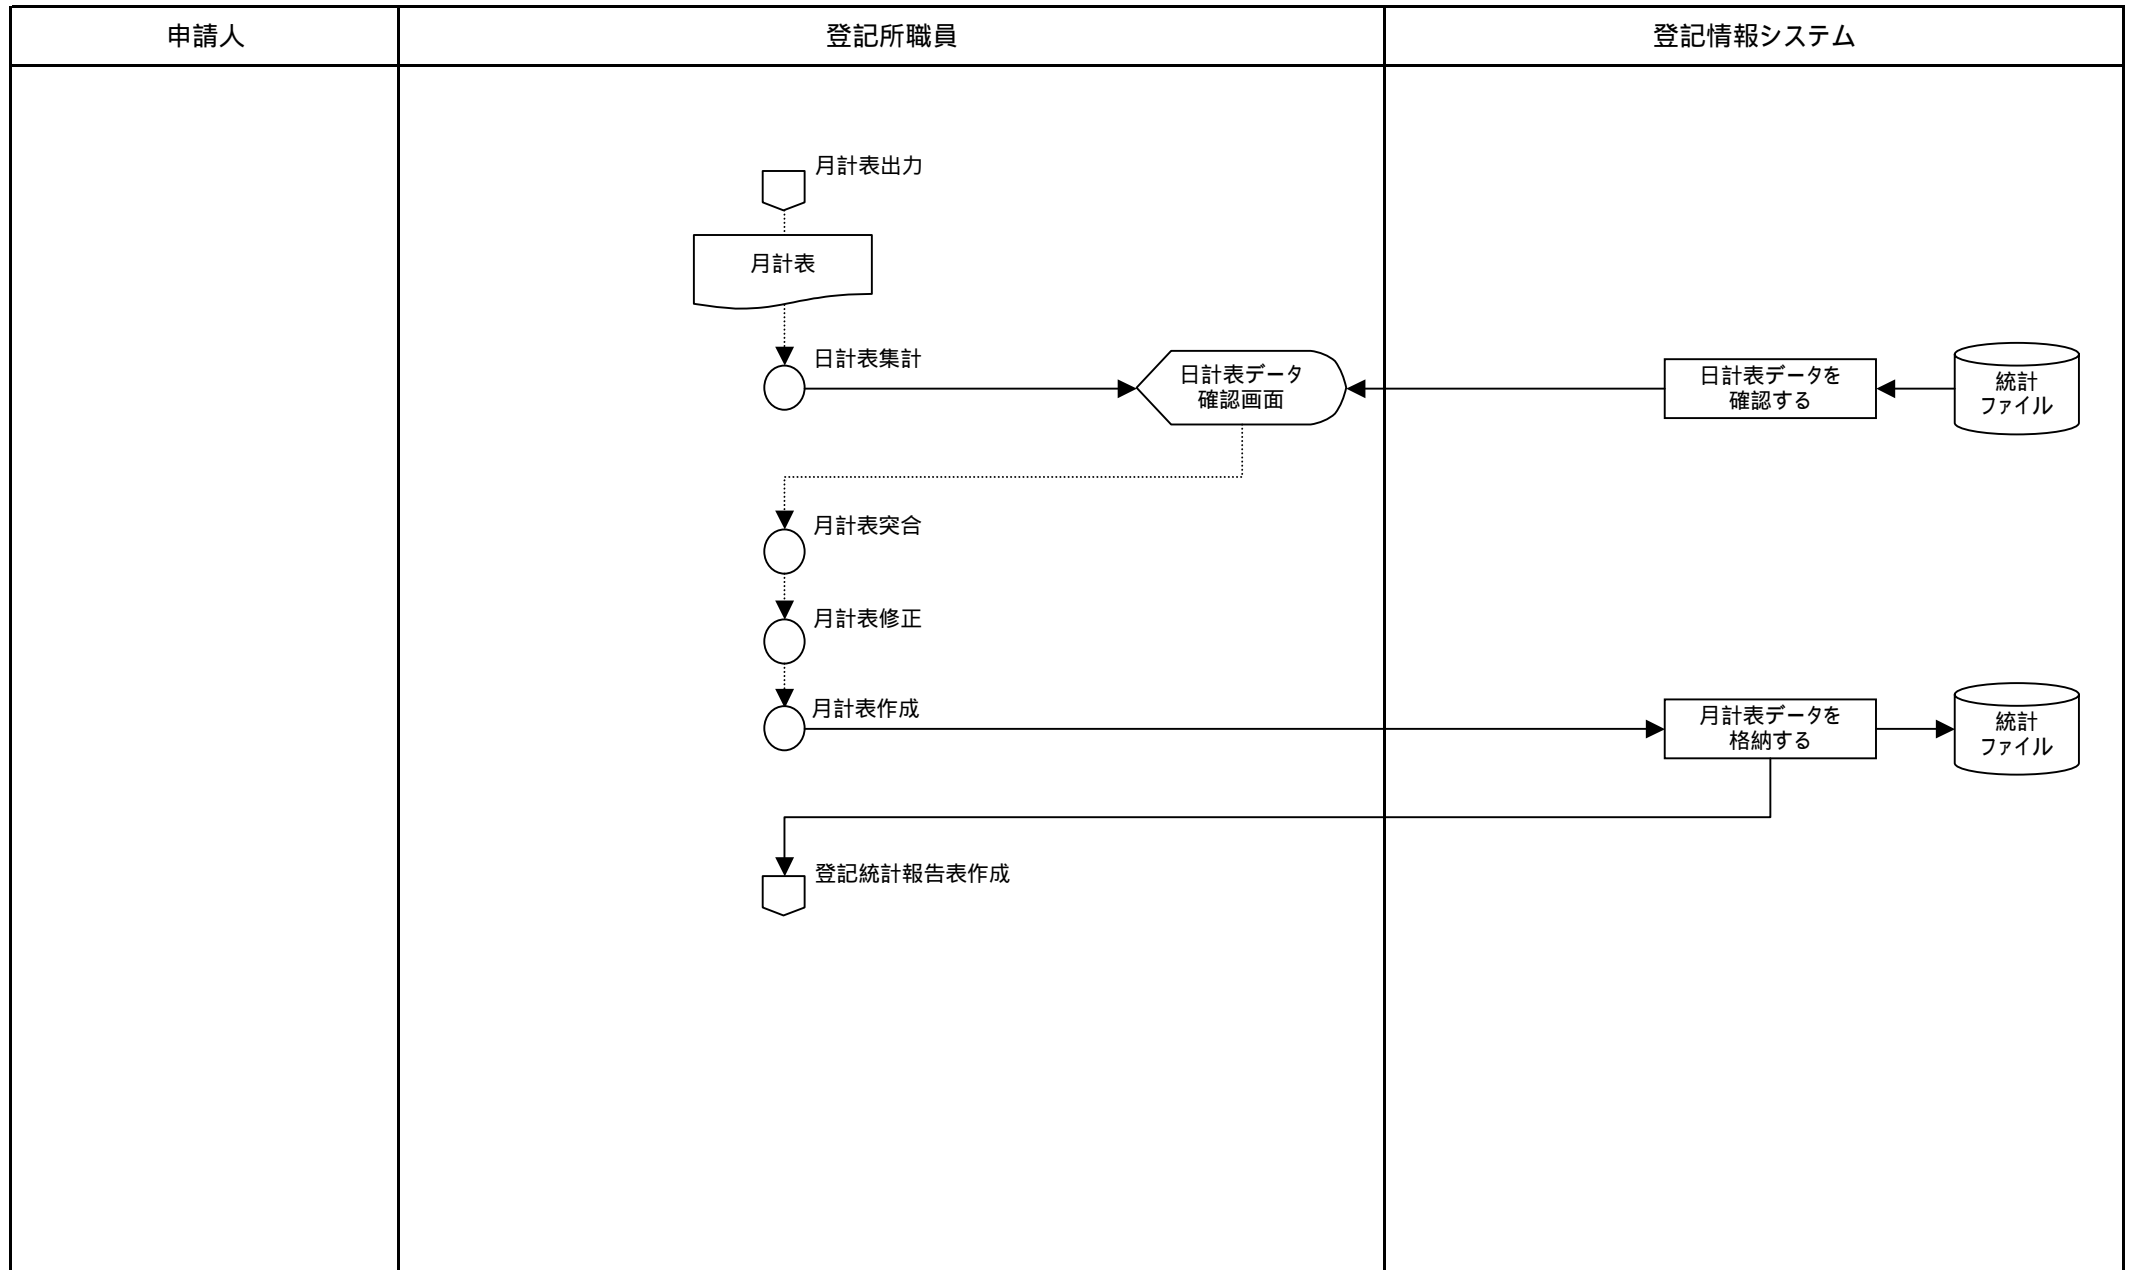 申請人
登記所職員
登記情報システム
月計表出力
月計表
日計表集計
日計表データ
確認画面
日計表データを
確認する
統計
ファイル
月計表突合
月計表修正
月計表作成
月計表データを
格納する
統計
ファイル
登記統計報告表作成